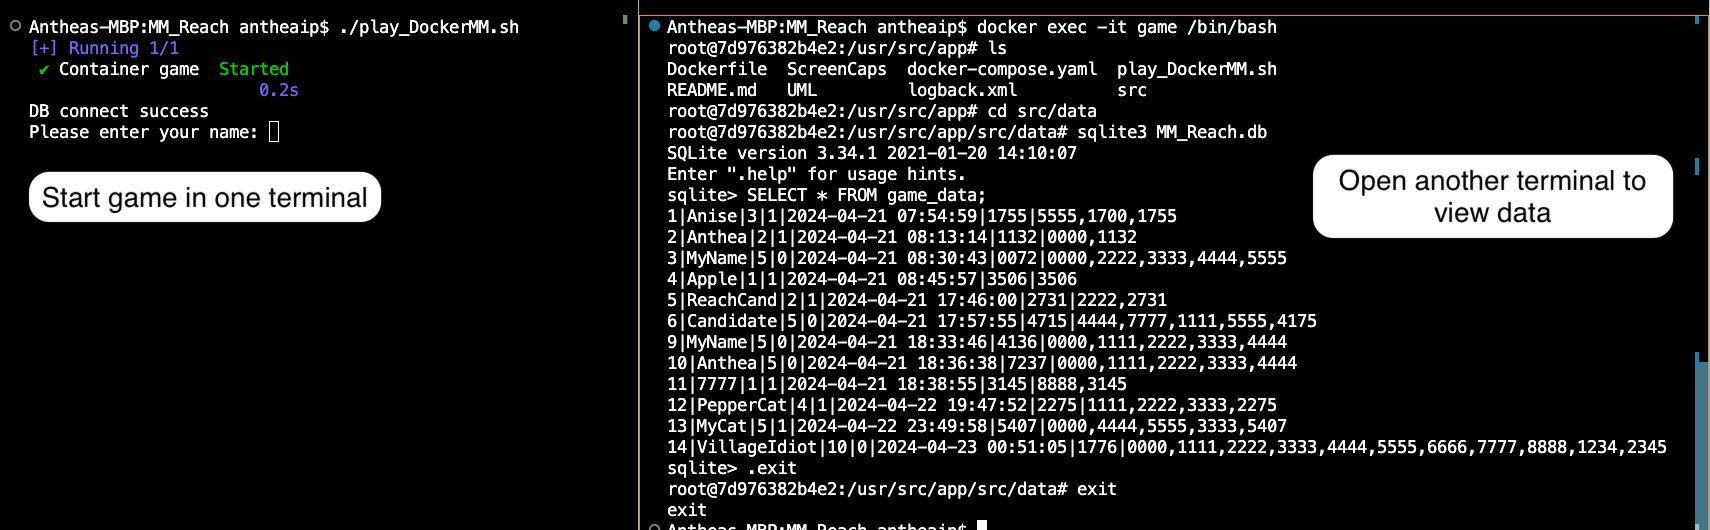 Antheas-MBP:MM_Reach antheaip$ ./play_DockerMM.sh
[+] Running 1/1
✔ Container game  Started
0.2s
DB connect success
Please enter your name:
Start game in one terminal
Antheas-MBP:MM_Reach antheaip$ docker exec -it game /bin/bash
root@7d976382b4e2:/usr/src/app# ls
Dockerfile  ScreenCaps  docker-compose.yaml  play_DockerMM.sh
README.md   UML         logback.xml          src
root@7d976382b4e2:/usr/src/app# cd src/data
root@7d976382b4e2:/usr/src/app/src/data# sqlite3 MM_Reach.db
SQLite version 3.34.1 2021-01-20 14:10:07
Enter ".help" for usage hints.
sqlite> SELECT * FROM game_data;
1|Anise|3|1|2024-04-21 07:54:59|1755|5555,1700,1755
2|Anthea|2|1|2024-04-21 08:13:14|1132|0000,1132
3|MyName|5|0|2024-04-21 08:30:43|0072|0000,2222,3333,4444,5555
4|Apple|1|1|2024-04-21 08:45:57|3506|3506
5|ReachCand|2|1|2024-04-21 17:46:00|2731|2222,2731
6|Candidate|5|0|2024-04-21 17:57:55|4715|4444,7777,1111,5555,4175
9|MyName|5|0|2024-04-21 18:33:46|4136|0000,1111,2222,3333,4444
10|Anthea|5|0|2024-04-21 18:36:38|7237|0000,1111,2222,3333,4444
11|7777|1|1|2024-04-21 18:38:55|3145|8888,3145
12|PepperCat|4|1|2024-04-22 19:47:52|2275|1111,2222,3333,2275
13|MyCat|5|1|2024-04-22 23:49:58|5407|0000,4444,5555,3333,5407
14|VillageIdiot|10|0|2024-04-23 00:51:05|1776|0000,1111,2222,3333,4444,5555,6666,7777,8888,1234,2345
sqlite> .exit
root@7d976382b4e2:/usr/src/app/src/data# exit
exit
Antheas-MBP:MM_Reach antheaip$
Open another terminal to
view data